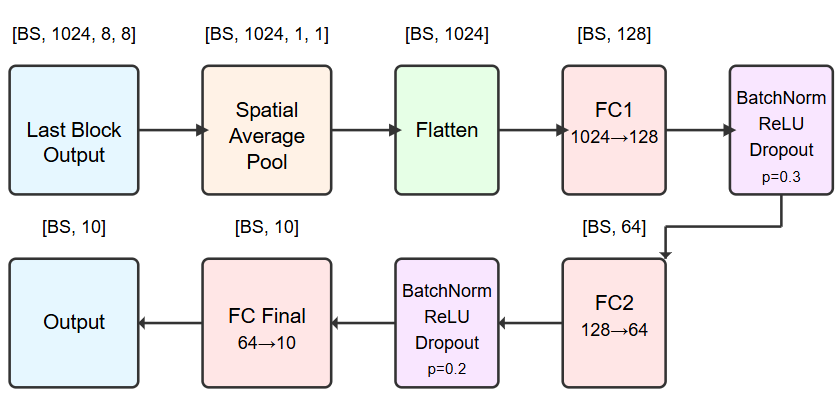 [BS, 1024, 8, 8]
[BS, 1024, 1, 1]
[BS, 1024]
[BS, 128]
Last Block
Output
Spatial
Average
Pool
Flatten
FC1
1024→128
BatchNorm
ReLU
Dropout
p=0.3
[BS, 64]
FC2
128→64
BatchNorm
ReLU
Dropout
p=0.2
[BS, 10]
FC Final
64→10
[BS, 10]
Output